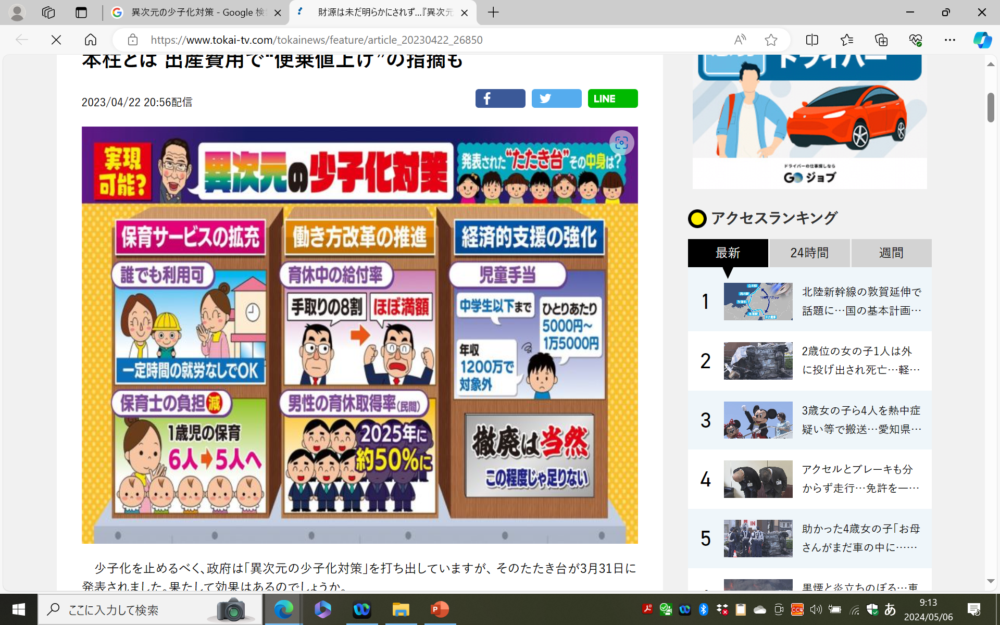 異次元の少子化対策 - Google 検
財源は未だ明らかにされず...『異次元
https://www.tokai-tv.com/tokainews/feature/article_20230422_26850
本柱とは 出産費用で“便乗値上げ”の指摘も
2023/04/22 20:56配信
LINE
実現
可能?
異次元の少子化対策
発表された“たたき台”その中身は?
保育サービスの拡充
誰でも利用可
一定時間の就労なしでOK
保育士の負担減
1歳児の保育
6人→5人へ
働き方改革の推進
育休中の給付率
手取りの8割
ほぼ満額
男性の育休取得率(民間)
2025年に
約50%に
経済的支援の強化
児童手当
中学生以下まで
ひとりあたり
5000円〜
1万5000円
年収
1200万で
対象外
撤廃は当然
この程度じゃ足りない
少子化を止めるべく、政府は「異次元の少子化対策」を打ち出していますが、そのたたき台が3月31日に
発表されました。果たして効果はあるのでしょうか。
ドライバー
ドライバーの仕事探しなら
GO ジョブ
アクセスランキング
最新
24時間
週間
1
北陸新幹線の敦賀延伸で
話題に…国の基本計画…
2
2歳位の女の子1人は外
に投げ出され死亡…軽…
3
3歳女の子ら4人を熱中症
疑い等で搬送…愛知県…
4
アクセルとブレーキも分
からず走行…免許を一…
5
助かった4歳女の子「お母
さんがまだ車の中に……
黒煙と炎立ちのぼる…車
ここに入力して検索
あ
9:13
2024/05/06